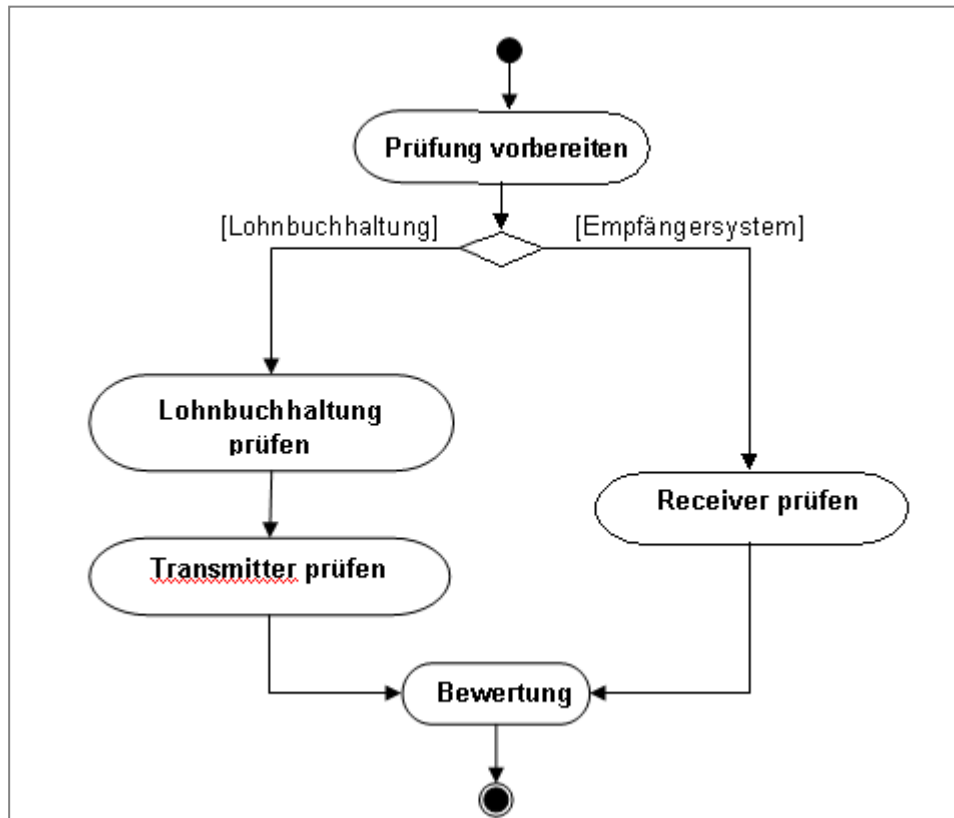 Prüfung vorbereiten
[Lohnbuchhaltung]
[Empfängersystem]
Lohnbuchhaltung
prüfen
Receiver prüfen
Transmitter prüfen
Bewertung